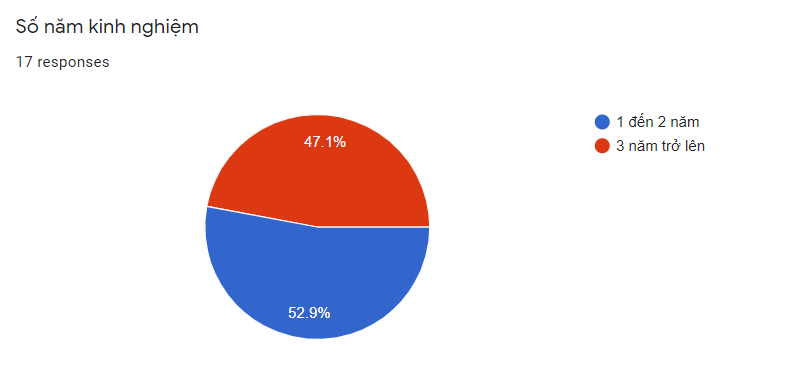 Số năm kinh nghiệm
17 responses
47.1%
52.9%
1 đến 2 năm
3 năm trở lên